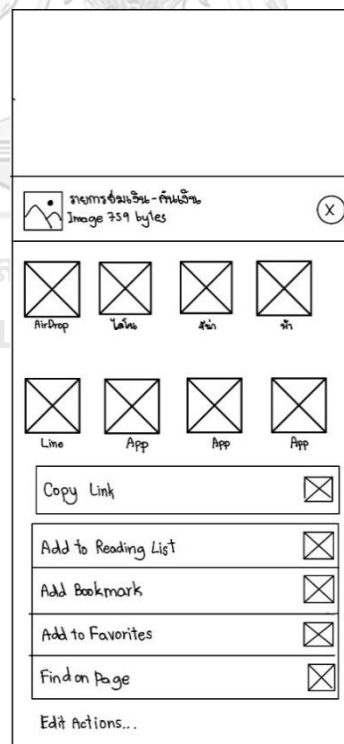 รายการยืมเงิน-คืนเงิน
Image 759 bytes
X
AirDrop
Line
App
App
App
Copy Link
Add to Reading List
Add Bookmark
Add to Favorites
Find on Page
Edit Actions...